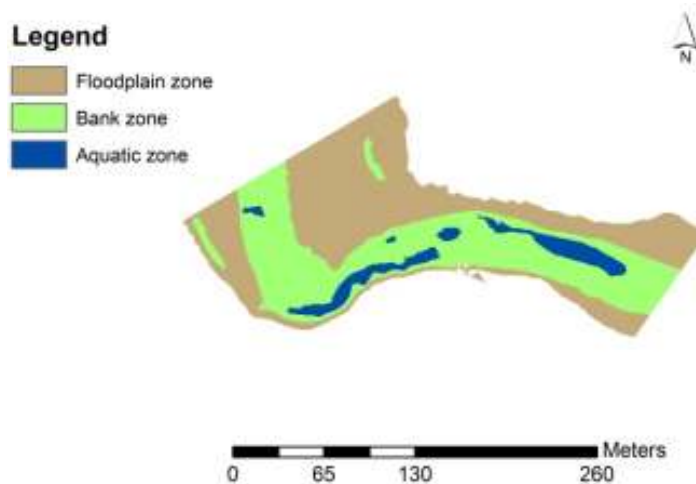 Legend
Floodplain zone
Bank zone
Aquatic zone
N
Meters
0 65 130 260